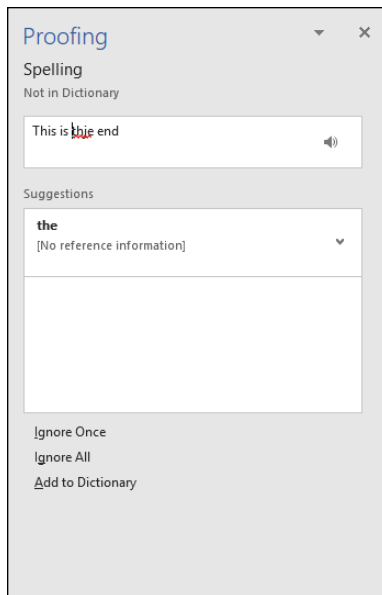 Proofing
Spelling
Not in Dictionary
This is thie end
Suggestions
the
[No reference information]
Ignore Once
Ignore All
Add to Dictionary